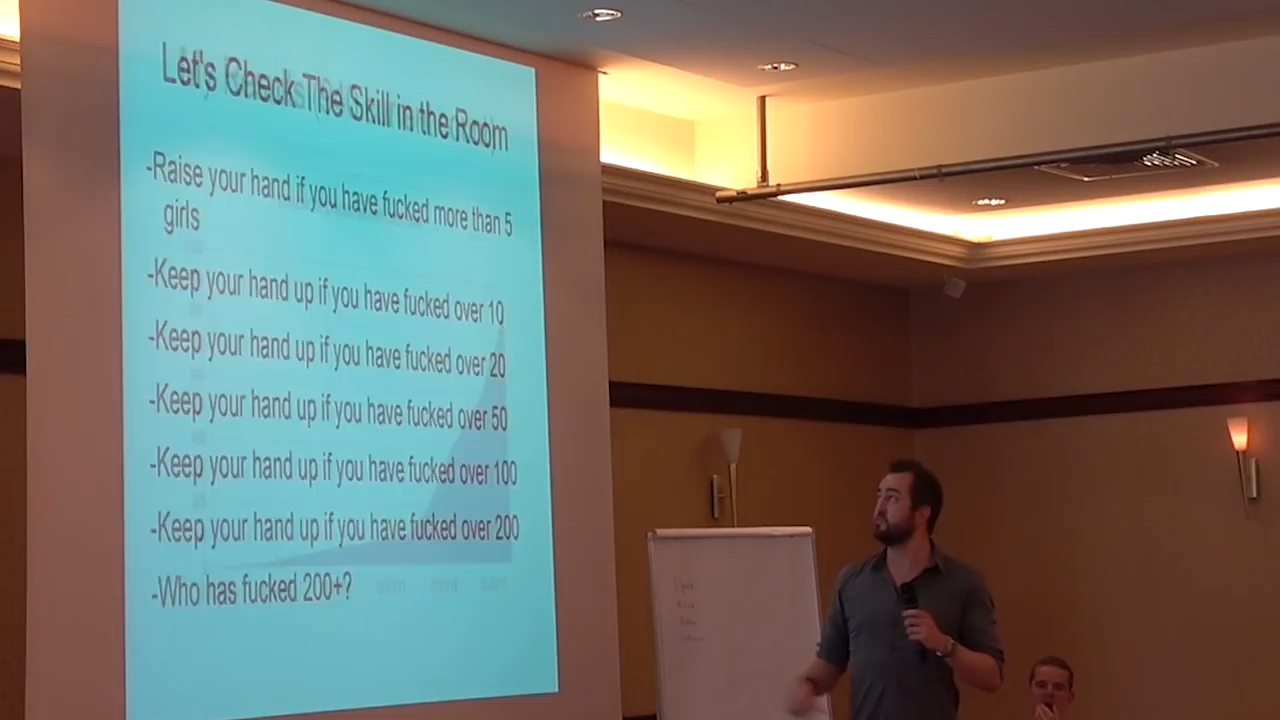 Let's Check The Skill in the Room
-Raise your hand if you have fucked more than 5
girls
-Keep your hand up if you have fucked over 10
-Keep your hand up if you have fucked over 20
-Keep your hand up if you have fucked over 50
-Keep your hand up if you have fucked over 100
-Keep your hand up if you have fucked over 200
-Who has fucked 200+?